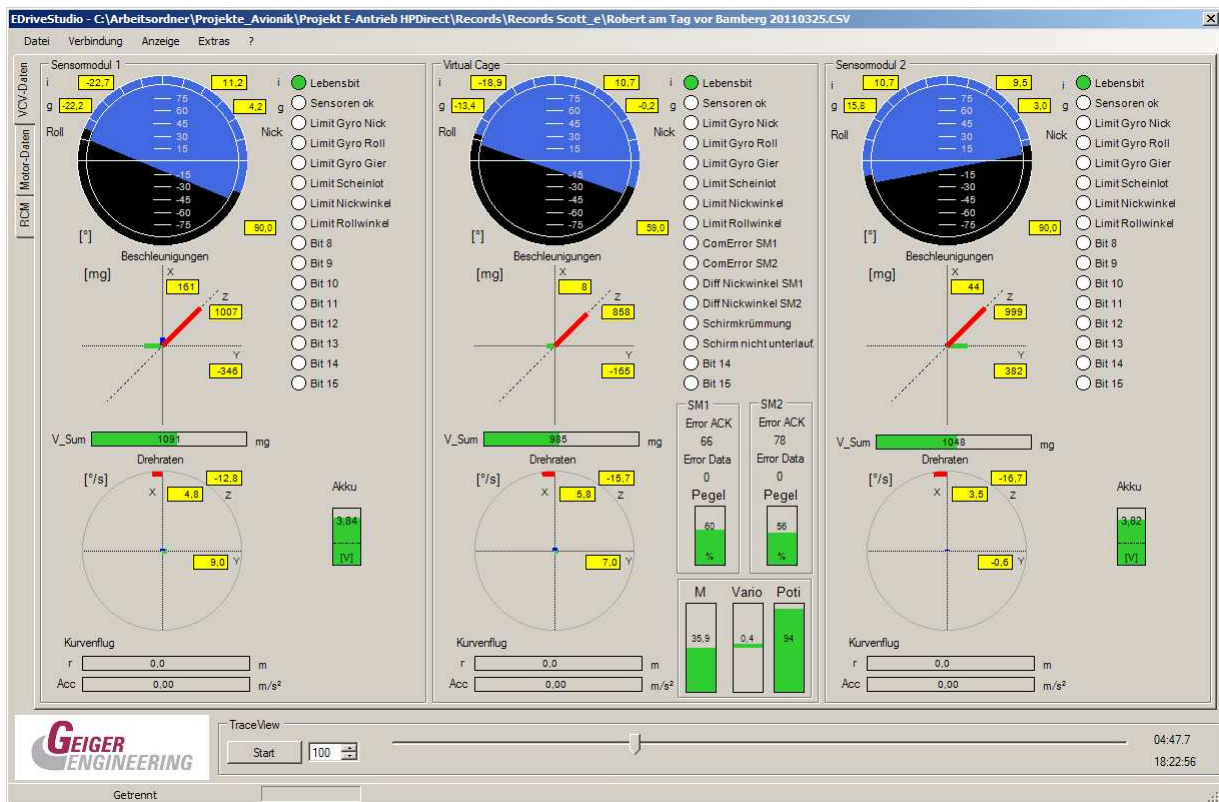 EDriveStudio - C:\Arbeitsordner\Projekte_Avionik\Projekt E-Antrieb HPDirect\Records\Records Scott_e\Robert am Tag vor Bamberg 20110325.CSV
Datei Verbindung Anzeige Extras ?
VCV-Daten
Motor-Daten
RCM
Sensormodul 1
i -22,7 11,2 i
g -22,2 4,2 g
Roll Nick
75
60
45
30
15
-15
-30
-45
-60
-75
90,0
[°]
Lebensbit
Sensoren ok
Limit Gyro Nick
Limit Gyro Roll
Limit Gyro Gier
Limit Scheinlot
Limit Nickwinkel
Limit Rollwinkel
Bit 8
Bit 9
Bit 10
Bit 11
Bit 12
Bit 13
Bit 14
Bit 15
Beschleunigungen
[mg]
X
161
Z
1007
Y
-346
V_Sum 1091 mg
Drehraten
[°/s]
-12,8
X 4,8 Z
9,0 Y
Akku
3,84
[V]
Kurvenflug
r 0,0 m
Acc 0,00 m/s²
Virtual Cage
i -18,9 10,7 i
g -13,4 -0,2 g
Roll Nick
75
60
45
30
15
-15
-30
-45
-60
-75
59,0
[°]
Lebensbit
Sensoren ok
Limit Gyro Nick
Limit Gyro Roll
Limit Gyro Gier
Limit Scheinlot
Limit Nickwinkel
Limit Rollwinkel
ComError SM1
ComError SM2
Diff Nickwinkel SM1
Diff Nickwinkel SM2
Schirmkrümmung
Schirm nicht unterlauf.
Bit 14
Bit 15
Beschleunigungen
[mg]
X
8
Z
858
Y
-165
V_Sum 985 mg
Drehraten
[°/s]
-15,7
X 5,8 Z
7,0 Y
Kurvenflug
r 0,0 m
Acc 0,00 m/s²
SM1
Error ACK
66
Error Data
0
Pegel
60
%
SM2
Error ACK
78
Error Data
0
Pegel
56
%
M Vario Poti
35,9 0,4 94
Sensormodul 2
i 10,7 9,5 i
g 15,8 3,0 g
Roll Nick
75
60
45
30
15
-15
-30
-45
-60
-75
90,0
[°]
Lebensbit
Sensoren ok
Limit Gyro Nick
Limit Gyro Roll
Limit Gyro Gier
Limit Scheinlot
Limit Nickwinkel
Limit Rollwinkel
Bit 8
Bit 9
Bit 10
Bit 11
Bit 12
Bit 13
Bit 14
Bit 15
Beschleunigungen
[mg]
X
44
Z
999
Y
382
V_Sum 1048 mg
Drehraten
[°/s]
-16,7
X 3,5 Z
-0,6 Y
Akku
3,82
[V]
Kurvenflug
r 0,0 m
Acc 0,00 m/s²
GEIGER
ENGINEERING
TraceView
Start 100
04:47.7
18:22:56
Getrennt